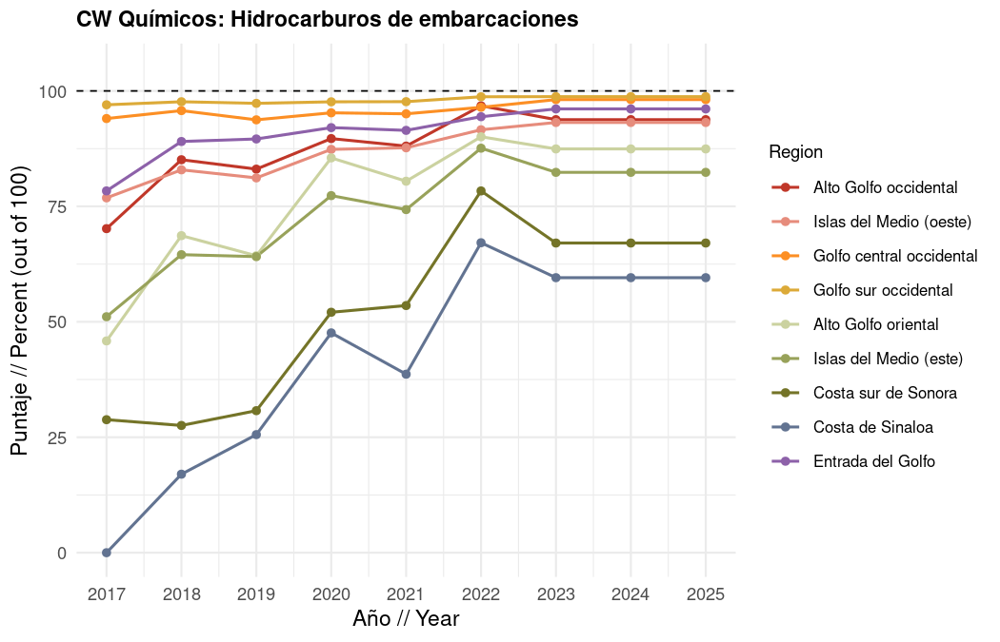 CW Químicos: Hidrocarburos de embarcaciones
Puntaje // Percent (out of 100)
100
75
50
25
0
2017 2018 2019 2020 2021 2022 2023 2024 2025
Año // Year
Region
Alto Golfo occidental
Islas del Medio (oeste)
Golfo central occidental
Golfo sur occidental
Alto Golfo oriental
Islas del Medio (este)
Costa sur de Sonora
Costa de Sinaloa
Entrada del Golfo